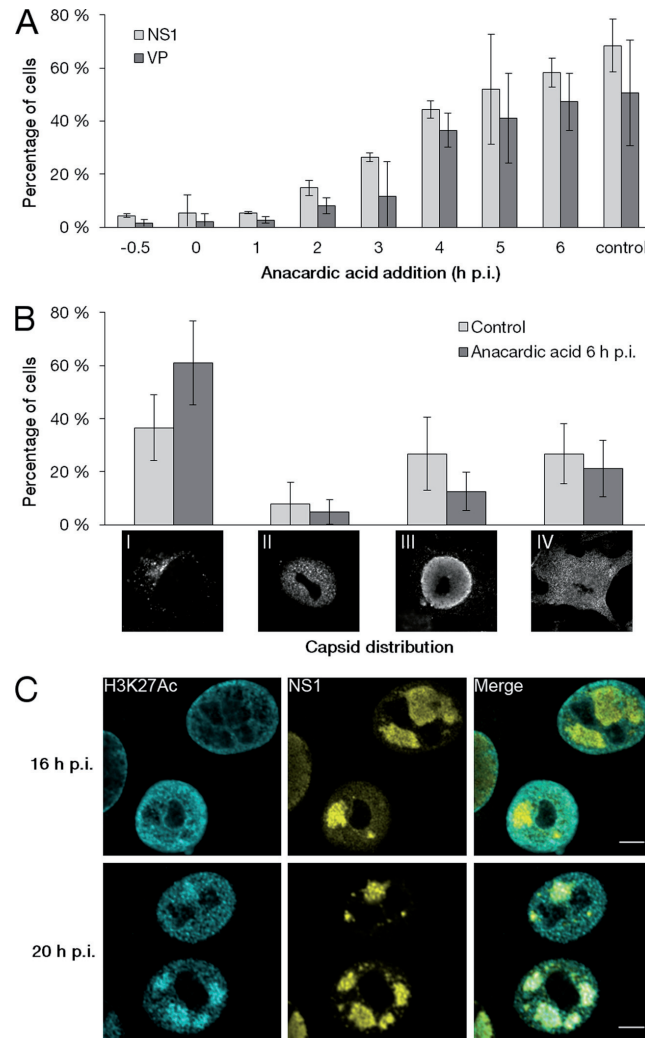 A
NS1
VP
Percentage of cells
80 %
60 %
40 %
20 %
0 %
-0.5 0 1 2 3 4 5 6 control
Anacardic acid addition (h p.i.)
B
Control
Anacardic acid 6 h p.i.
Percentage of cells
80 %
60 %
40 %
20 %
0 %
I II III IV
Capsid distribution
C
H3K27Ac NS1 Merge
16 h p.i.
20 h p.i.